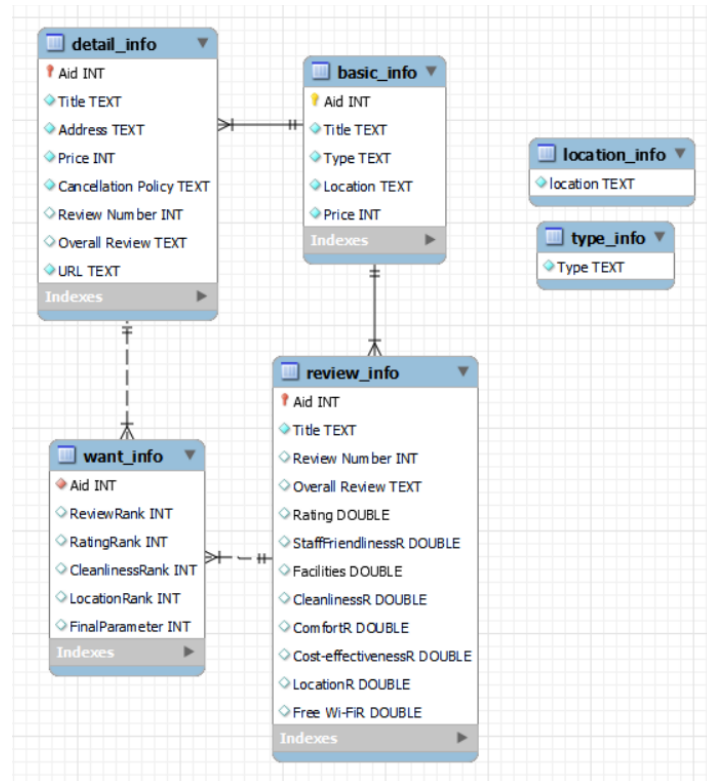 detail_info
Aid INT
Title TEXT
Address TEXT
Price INT
Cancellation Policy TEXT
Review Number INT
Overall Review TEXT
URL TEXT
Indexes
basic_info
Aid INT
Title TEXT
Type TEXT
Location TEXT
Price INT
Indexes
location_info
location TEXT
type_info
Type TEXT
want_info
Aid INT
ReviewRank INT
RatingRank INT
CleanlinessRank INT
LocationRank INT
FinalParameter INT
Indexes
review_info
Aid INT
Title TEXT
Review Number INT
Overall Review TEXT
Rating DOUBLE
StaffFriendlinessR DOUBLE
Facilities DOUBLE
CleanlinessR DOUBLE
ComfortR DOUBLE
Cost-effectivenessR DOUBLE
LocationR DOUBLE
Free Wi-FiR DOUBLE
Indexes